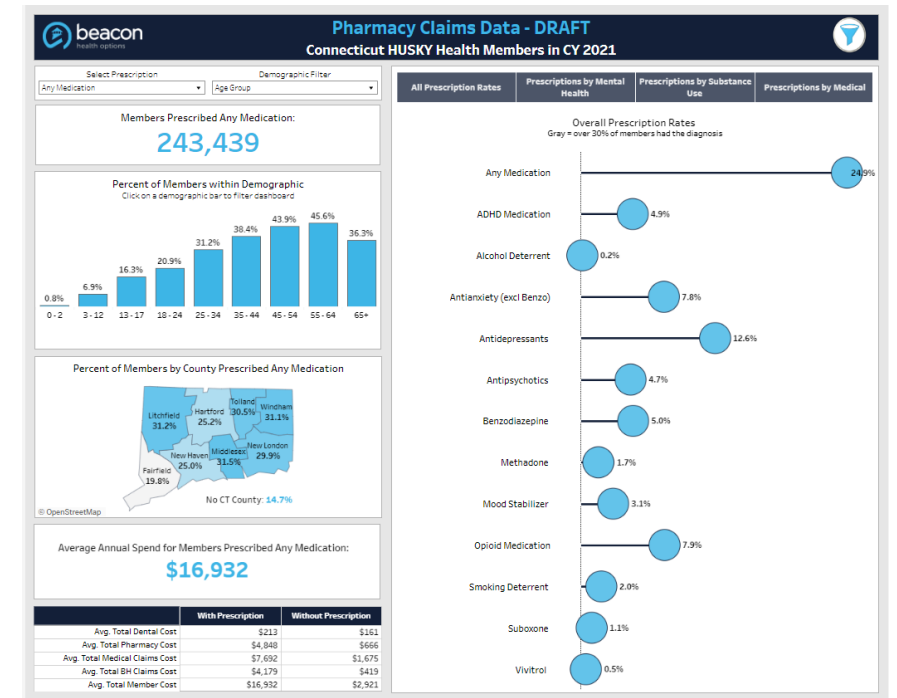 beacon
health options
Pharmacy Claims Data - DRAFT
Connecticut HUSKY Health Members in CY 2021
Select Prescription
Any Medication
Demographic Filter
Age Group
Members Prescribed Any Medication:
243,439
Percent of Members within Demographic
Click on a demographic bar to filter dashboard
0.8% 6.9% 16.3% 20.9% 31.2% 38.4% 43.9% 45.6% 36.3%
0 - 2 3 - 12 13 - 17 18 - 24 25 - 34 35 - 44 45 - 54 55 - 64 65+
Percent of Members by County Prescribed Any Medication
Litchfield
31.2%
Hartford
25.2%
Tolland
30.5%
Windham
31.1%
New Haven
25.0%
Middlesex
31.5%
New London
29.9%
Fairfield
19.8%
No CT County: 14.7%
© OpenStreetMap
Average Annual Spend for Members Prescribed Any Medication:
$16,932
With Prescription Without Prescription
Avg. Total Dental Cost $213 $161
Avg. Total Pharmacy Cost $4,848 $666
Avg. Total Medical Claims Cost $7,692 $1,675
Avg. Total BH Claims Cost $4,179 $419
Avg. Total Member Cost $16,932 $2,921
All Prescription Rates
Prescriptions by Mental
Health
Prescriptions by Substance
Use
Prescriptions by Medical
Overall Prescription Rates
Gray = over 30% of members had the diagnosis
Any Medication 24.9%
ADHD Medication 4.9%
Alcohol Deterrent 0.2%
Antianxiety (excl Benzo) 7.8%
Antidepressants 12.6%
Antipsychotics 4.7%
Benzodiazepine 5.0%
Methadone 1.7%
Mood Stabilizer 3.1%
Opioid Medication 7.9%
Smoking Deterrent 2.0%
Suboxone 1.1%
Vivitrol 0.5%